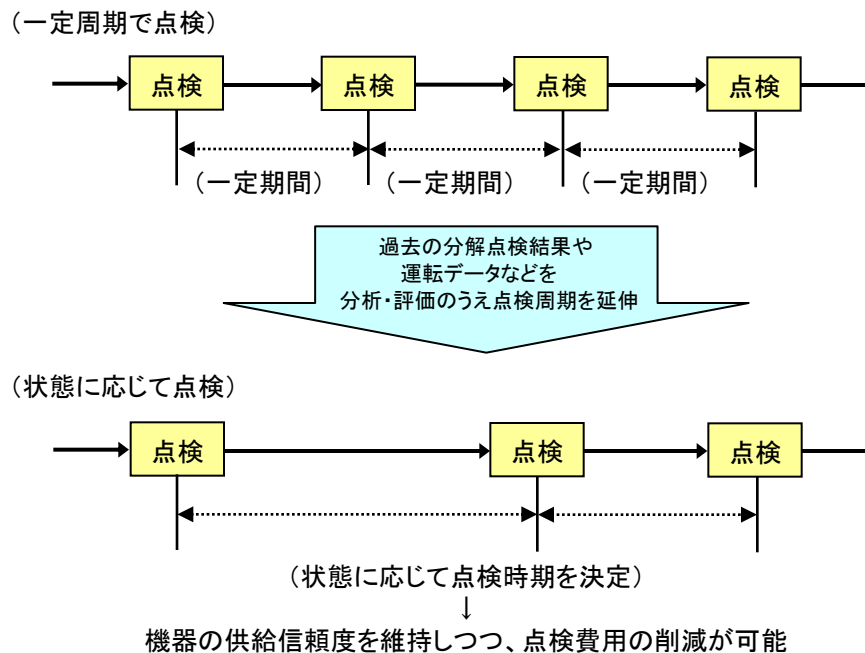 （一定周期で点検）
点検
点検
点検
点検
（一定期間）
（一定期間）
（一定期間）
過去の分解点検結果や
運転データなどを
分析・評価のうえ点検周期を延伸
（状態に応じて点検）
点検
点検
点検
（状態に応じて点検時期を決定）
↓
機器の供給信頼度を維持しつつ、点検費用の削減が可能